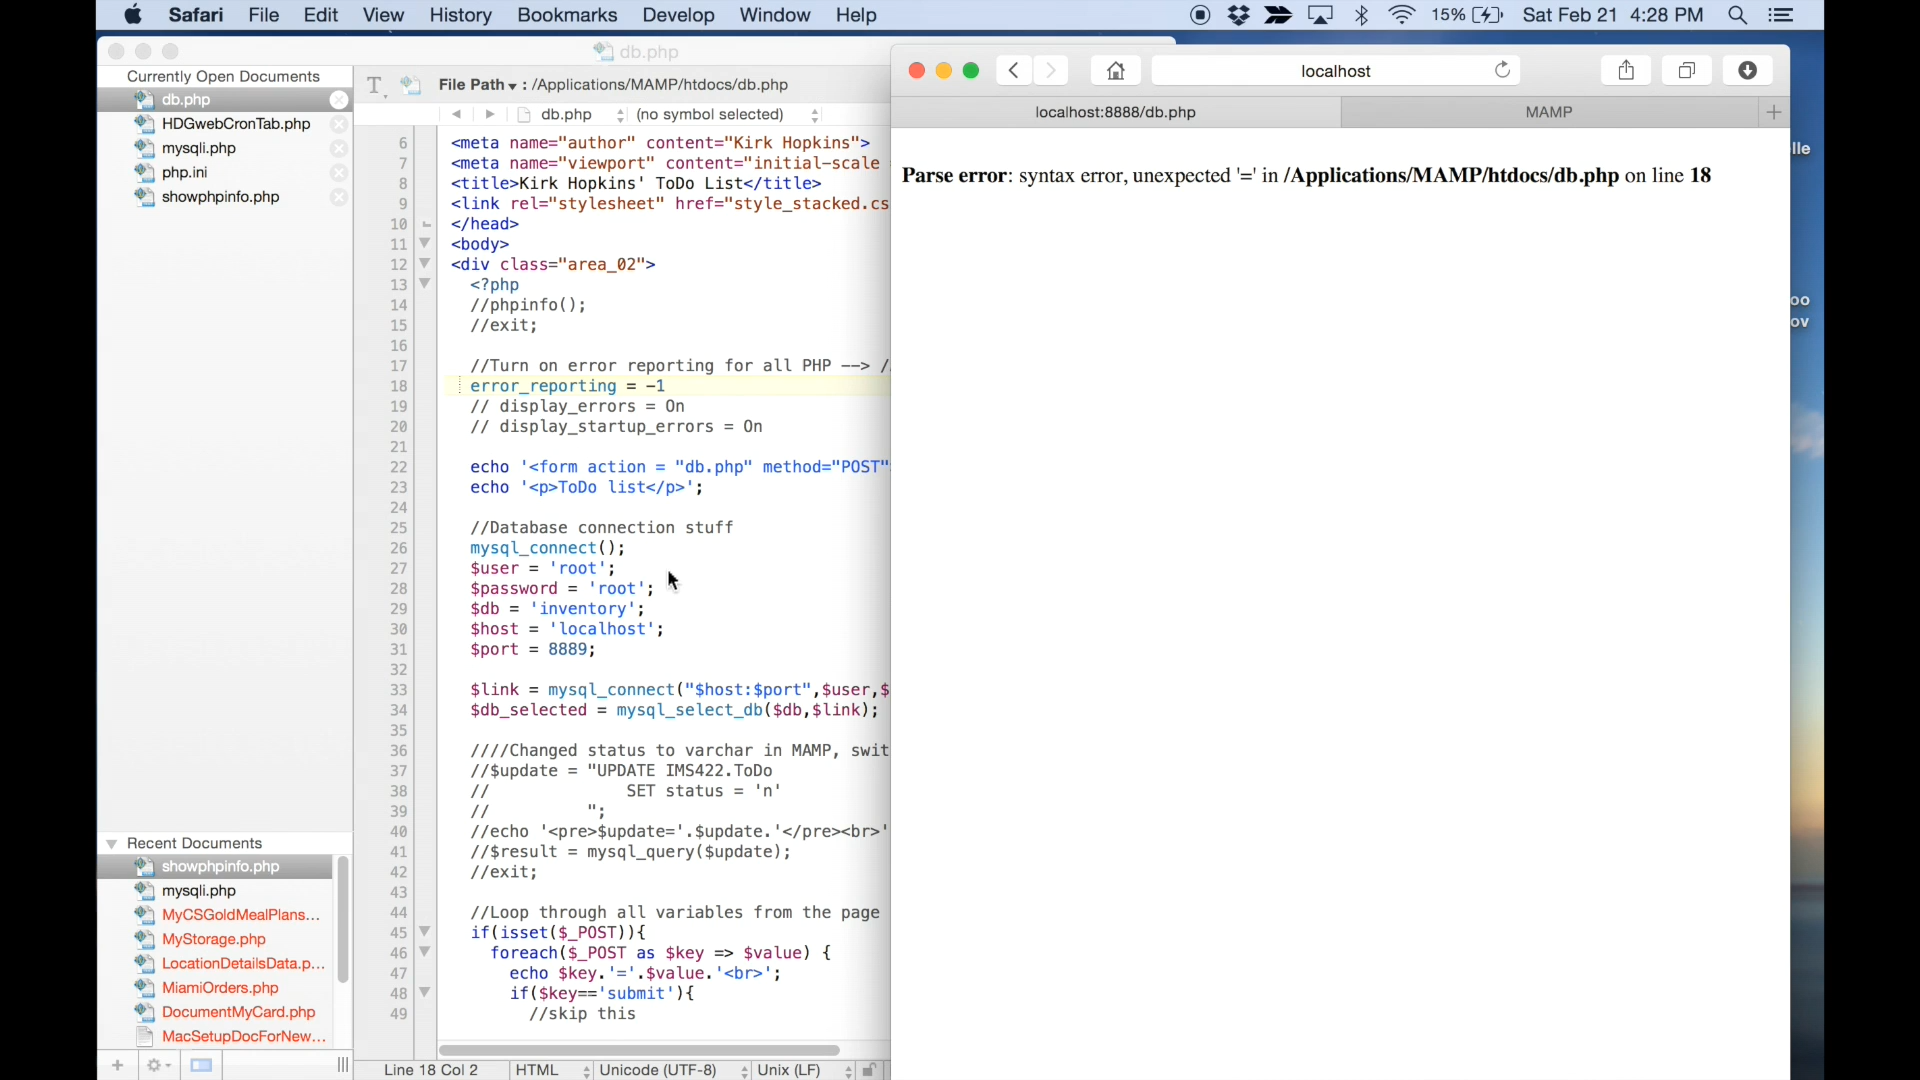 Safari File Edit View History Bookmarks Develop Window Help 15% Sat Feb 21 4:28 PM
db.php
Currently Open Documents
db.php
HDGwebCronTab.php
mysqli.php
php.ini
showphpinfo.php
Recent Documents
showphpinfo.php
mysqli.php
MyCSGoldMealPlans...
MyStorage.php
LocationDetailsData.p...
MiamiOrders.php
DocumentMyCard.php
MacSetupDocForNew...
File Path : /Applications/MAMP/htdocs/db.php
db.php (no symbol selected)
6 <meta name="author" content="Kirk Hopkins">
7 <meta name="viewport" content="initial-scale
8 <title>Kirk Hopkins' ToDo List</title>
9 <link rel="stylesheet" href="style_stacked.cs
10 </head>
11 <body>
12 <div class="area_02">
13 <?php
14 //phpinfo();
15 //exit;
16
17 //Turn on error reporting for all PHP --> /
18 error_reporting = -1
19 // display_errors = On
20 // display_startup_errors = On
21
22 echo '<form action = "db.php" method="POST"
23 echo '<p>ToDo list</p>';
24
25 //Database connection stuff
26 mysql_connect();
27 $user = 'root';
28 $password = 'root';
29 $db = 'inventory';
30 $host = 'localhost';
31 $port = 8889;
32
33 $link = mysql_connect("$host:$port",$user,$
34 $db_selected = mysql_select_db($db,$link);
35
36 ////Changed status to varchar in MAMP, swit
37 //$update = "UPDATE IMS422.ToDo
38 // SET status = 'n'
39 // ";
40 //echo '<pre>$update='.$update.'</pre><br>'
41 //$result = mysql_query($update);
42 //exit;
43
44 //Loop through all variables from the page
45 if(isset($_POST)){
46 foreach($_POST as $key => $value) {
47 echo $key.'='.$value.'<br>';
48 if($key=='submit'){
49 //skip this
Line 18 Col 2 HTML Unicode (UTF-8) Unix (LF)
localhost
localhost:8888/db.php MAMP
Parse error: syntax error, unexpected '=' in /Applications/MAMP/htdocs/db.php on line 18
lle
oo
ov